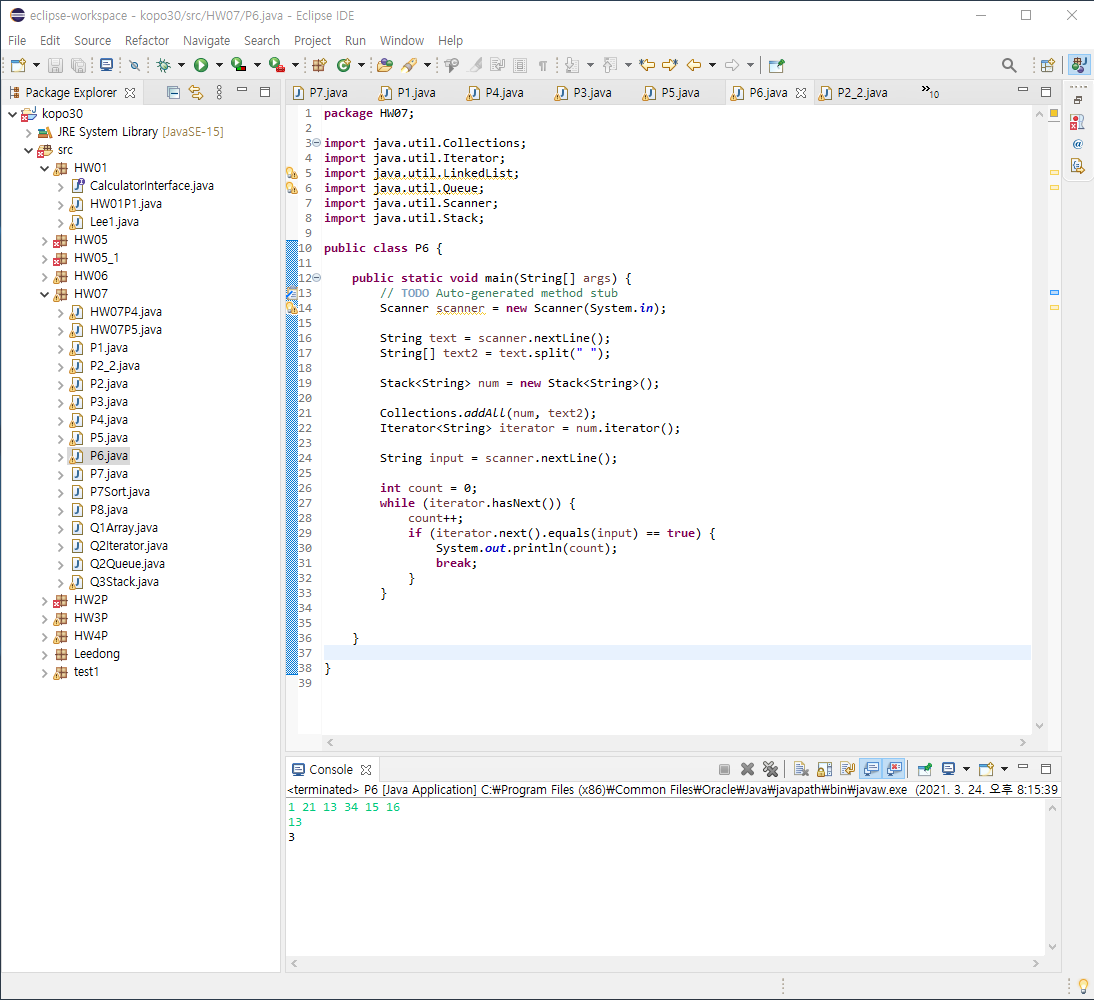 eclipse-workspace - kopo30/src/HW07/P6.java - Eclipse IDE
File Edit Source Refactor Navigate Search Project Run Window Help
Package Explorer
kopo30
JRE System Library [JavaSE-15]
src
HW01
CalculatorInterface.java
HW01P1.java
Lee1.java
HW05
HW05_1
HW06
HW07
HW07P4.java
HW07P5.java
P1.java
P2_2.java
P2.java
P3.java
P4.java
P5.java
P6.java
P7.java
P7Sort.java
P8.java
Q1Array.java
Q2Iterator.java
Q2Queue.java
Q3Stack.java
HW2P
HW3P
HW4P
Leedong
test1
P7.java P1.java P4.java P3.java P5.java P6.java P2_2.java »10
1 package HW07;
2
3 import java.util.Collections;
4 import java.util.Iterator;
5 import java.util.LinkedList;
6 import java.util.Queue;
7 import java.util.Scanner;
8 import java.util.Stack;
9
10 public class P6 {
11
12 public static void main(String[] args) {
13 // TODO Auto-generated method stub
14 Scanner scanner = new Scanner(System.in);
15
16 String text = scanner.nextLine();
17 String[] text2 = text.split(" ");
18
19 Stack<String> num = new Stack<String>();
20
21 Collections.addAll(num, text2);
22 Iterator<String> iterator = num.iterator();
23
24 String input = scanner.nextLine();
25
26 int count = 0;
27 while (iterator.hasNext()) {
28 count++;
29 if (iterator.next().equals(input) == true) {
30 System.out.println(count);
31 break;
32 }
33 }
34
35
36 }
37
38 }
39
Console
<terminated> P6 [Java Application] C:₩Program Files (x86)₩Common Files₩Oracle₩Java₩javapath₩bin₩javaw.exe (2021. 3. 24. 오후 8:15:39
1 21 13 34 15 16
13
3